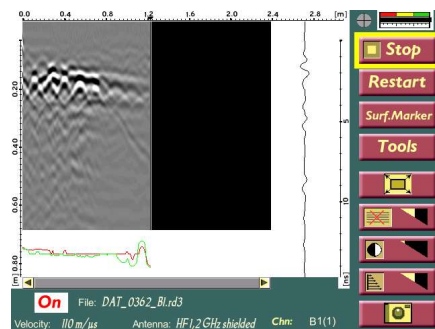 0 0.4 0.8 1.2 1.6 2.0 2.4 2.8 [m]
0.20
0.40
0.60
[m] 0.80
5
10
[ns]
Stop
Restart
Surf.Marker
Tools
On File: DAT_0362_B1.rd3
Velocity: 110 m/μs Antenna: HF1,2 GHz shielded Chn: B1(1)